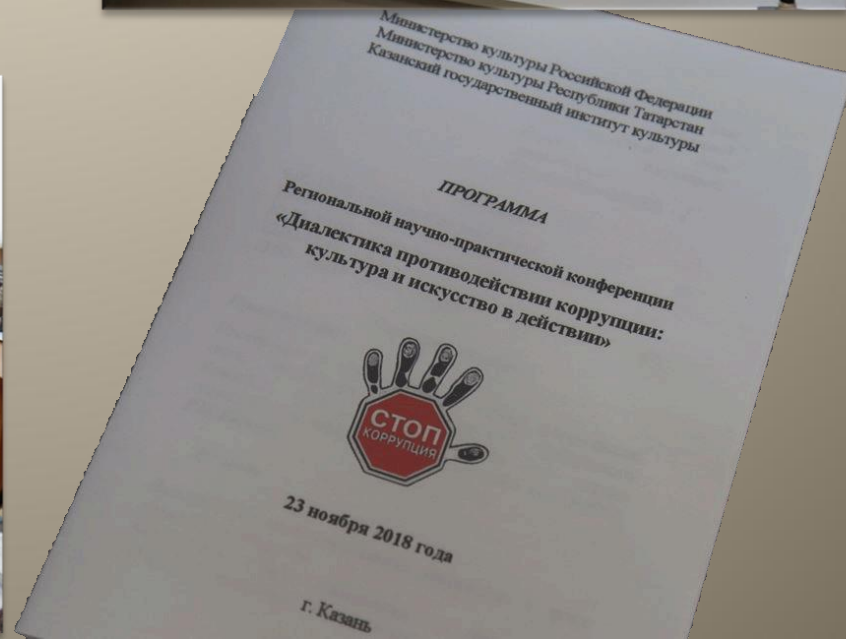 Министерство культуры Российской Федерации
Министерство культуры Республики Татарстан
Казанский государственный институт культуры
ПРОГРАММА
Региональной научно-практической конференции
«Диалектика противодействии коррупции:
культура и искусство в действии»
СТОП
КОРРУПЦИЯ
23 ноября 2018 года
г. Казань